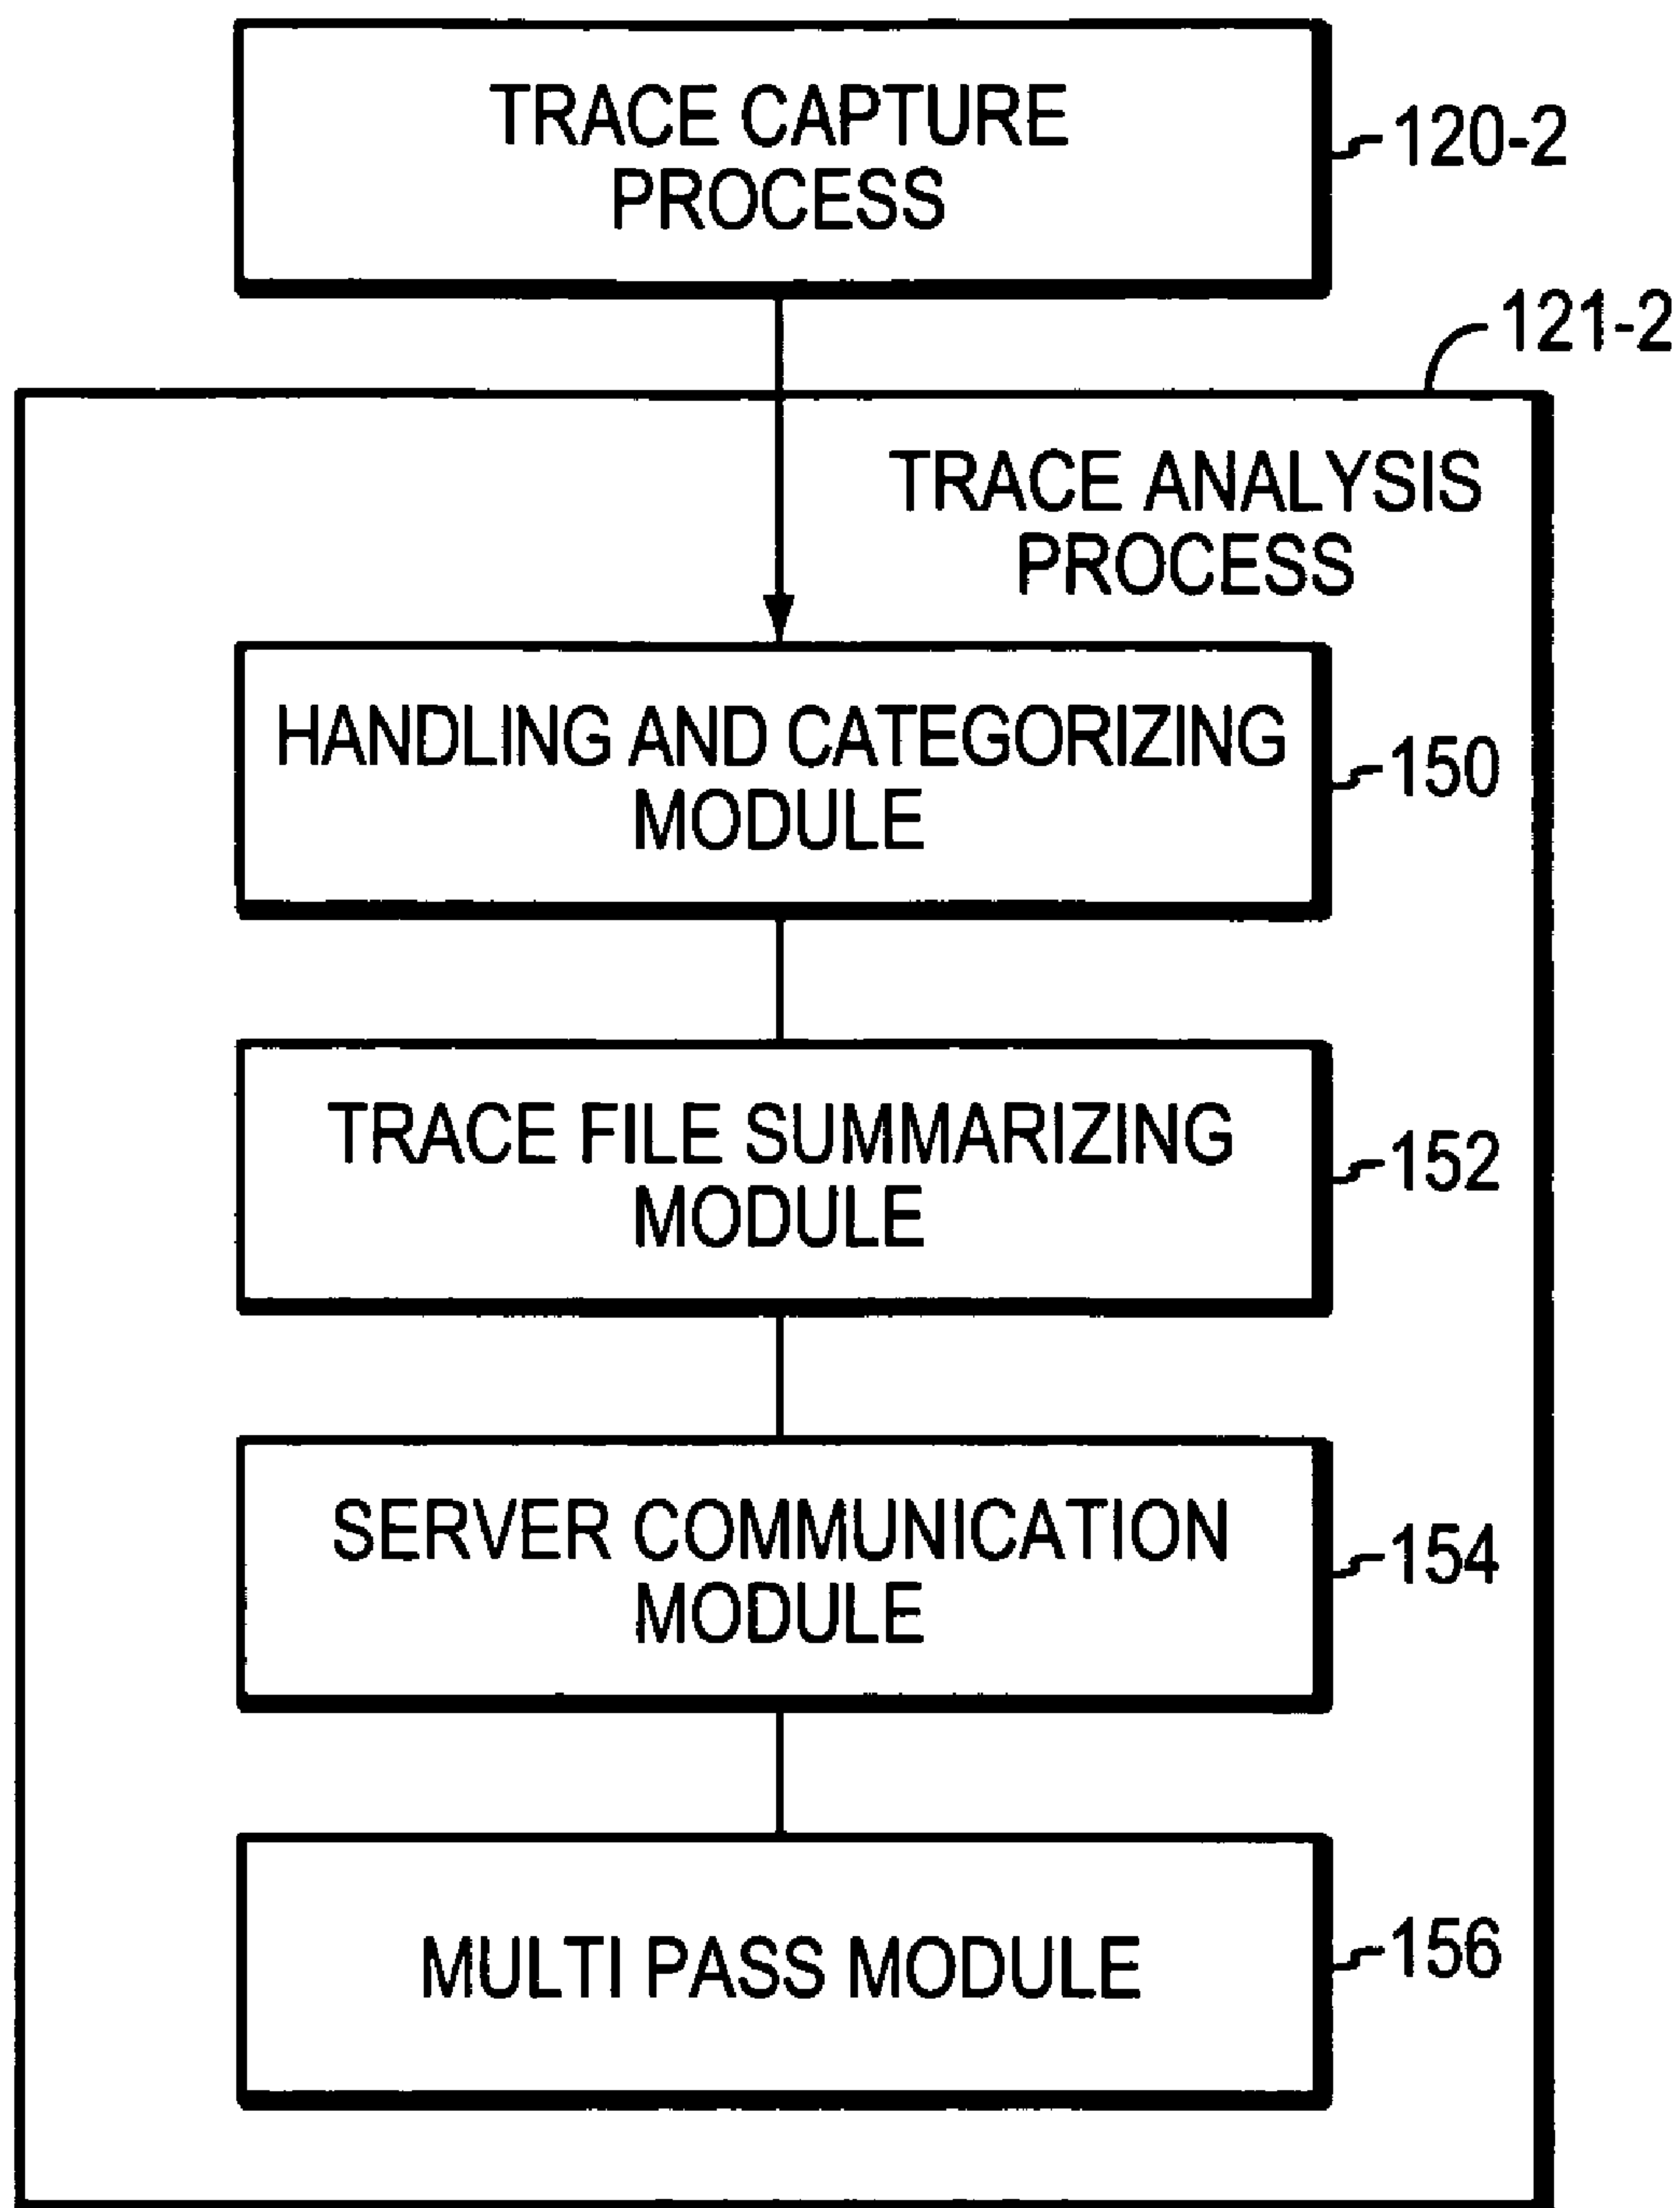 TRACE CAPTURE
PROCESS
120-2
121-2
TRACE ANALYSIS
PROCESS
HANDLING AND CATEGORIZING
MODULE
150
TRACE FILE SUMMARIZING
MODULE
152
SERVER COMMUNICATION
MODULE
154
MULTI PASS MODULE
156